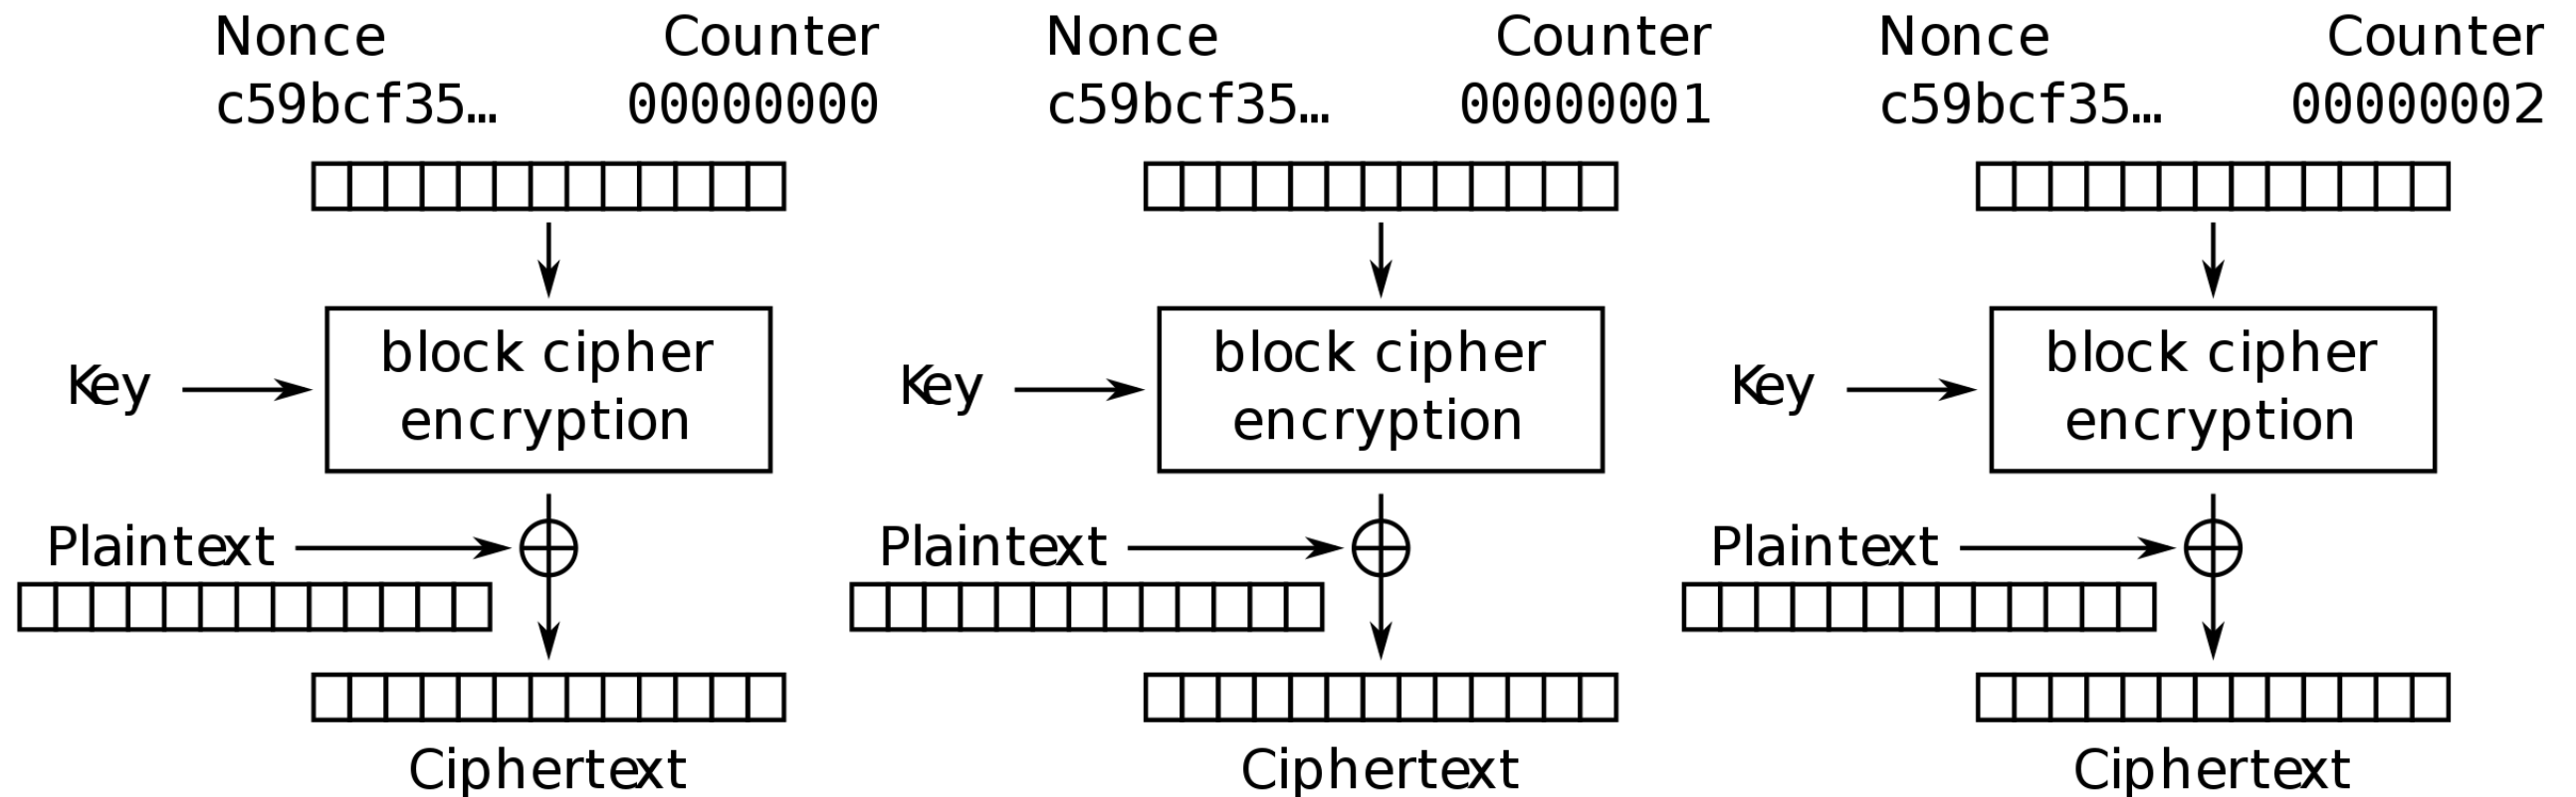 Nonce Counter Nonce Counter Nonce Counter
c59bcf35… 00000000 c59bcf35… 00000001 c59bcf35… 00000002
block cipher block cipher block cipher
Key Key Key
encryption encryption encryption
Plaintext Plaintext Plaintext
Ciphertext Ciphertext Ciphertext